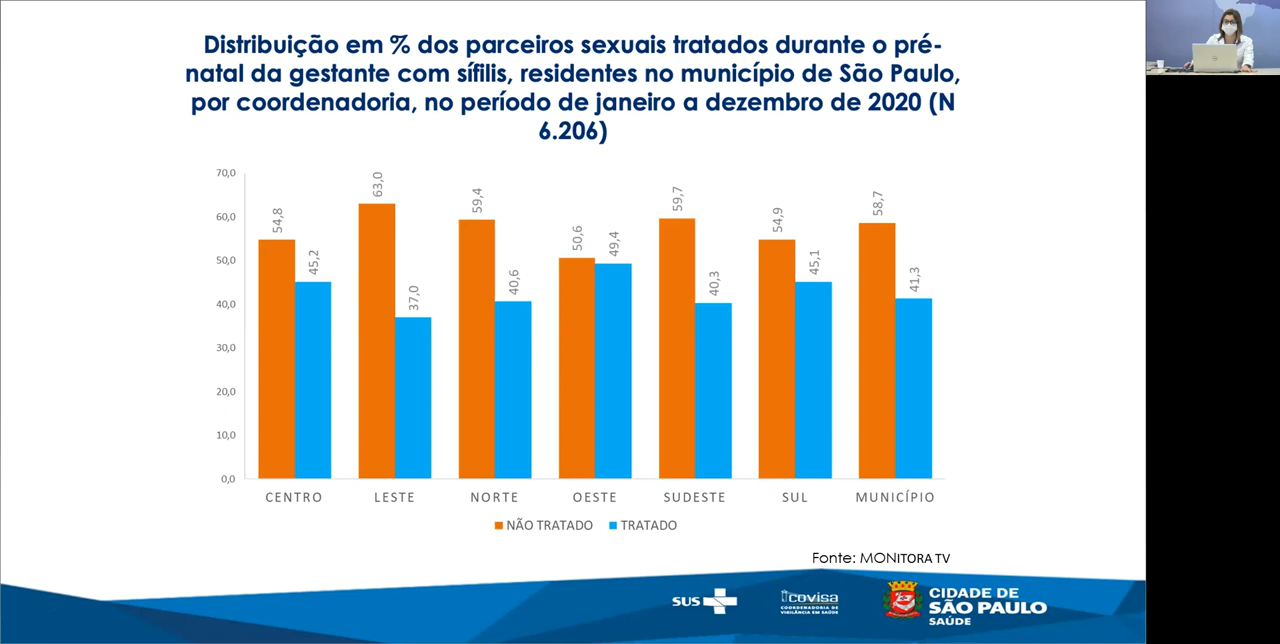 Distribuição em % dos parceiros sexuais tratados durante o pré-
natal da gestante com sífilis, residentes no município de São Paulo,
por coordenadoria, no período de janeiro a dezembro de 2020 (N
6.206)
70,0
60,0
50,0
40,0
30,0
20,0
10,0
0,0
54,8
45,2
63,0
37,0
59,4
40,6
50,6
49,4
59,7
40,3
54,9
45,1
58,7
41,3
CENTRO LESTE NORTE OESTE SUDESTE SUL MUNICÍPIO
NÃO TRATADO TRATADO
Fonte: MONITORA TV
SUS
covisa
COORDENADORIA DE
VIGILÂNCIA EM SAÚDE
CIDADE DE
SÃO PAULO
SAÚDE